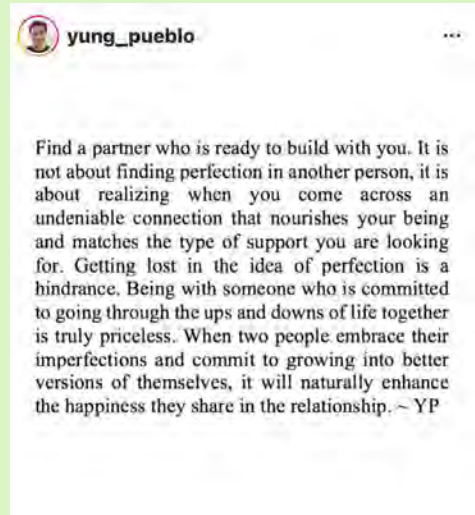 yung_pueblo
...
Find a partner who is ready to build with you. It is
not about finding perfection in another person, it is
about realizing when you come across an
undeniable connection that nourishes your being
and matches the type of support you are looking
for. Getting lost in the idea of perfection is a
hindrance. Being with someone who is committed
to going through the ups and downs of life together
is truly priceless. When two people embrace their
imperfections and commit to growing into better
versions of themselves, it will naturally enhance
the happiness they share in the relationship. ~ YP